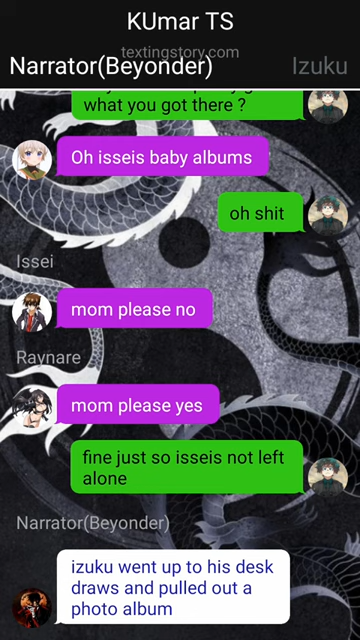 KUmar TS
textingstory.com
Narrator(Beyonder) Izuku
what you got there ?
Oh isseis baby albums
oh shit
Issei
mom please no
Raynare
mom please yes
fine just so isseis not left
alone
Narrator(Beyonder)
izuku went up to his desk
draws and pulled out a
photo album